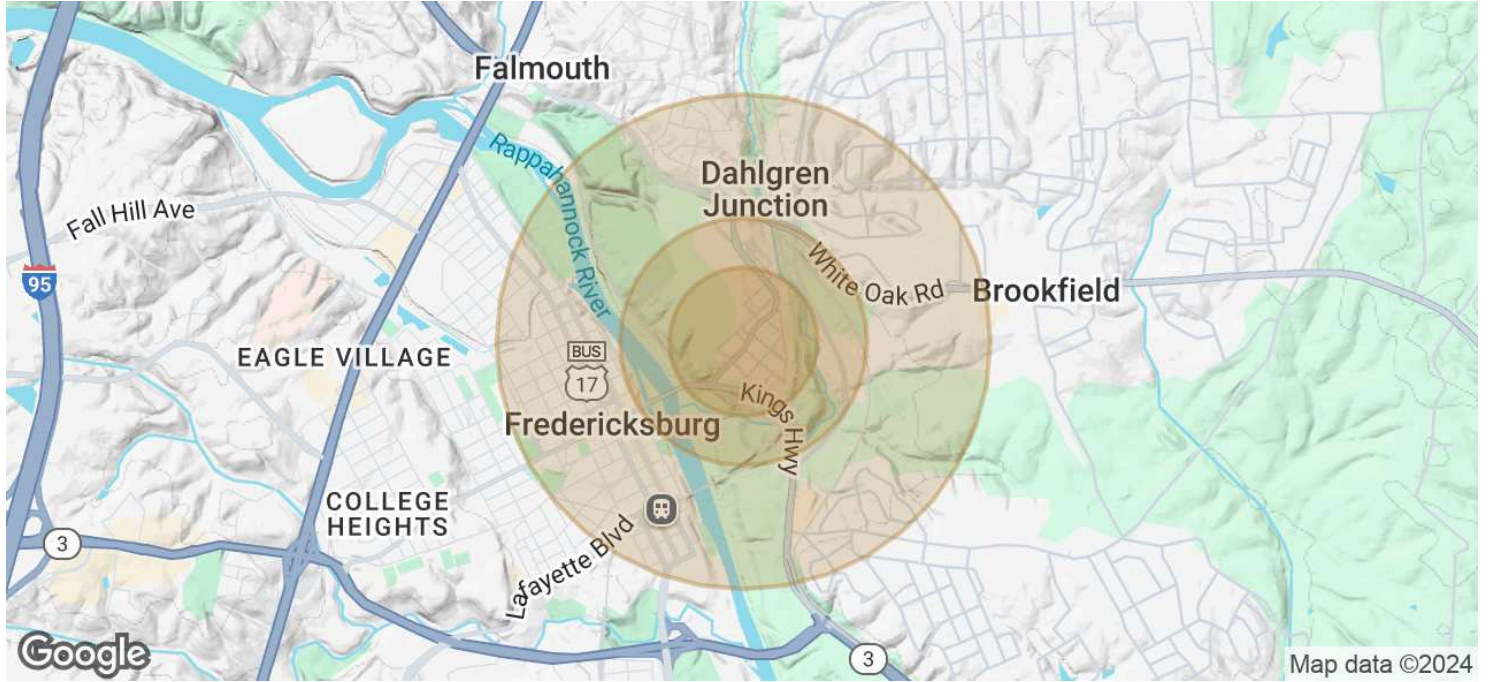 Falmouth
Rappahannock River
Dahlgren
Junction
Fall Hill Ave
White Oak Rd
95
Brookfield
EAGLE VILLAGE
BUS
17
Kings Hwy
Fredericksburg
COLLEGE
HEIGHTS
Lafayette Blvd
3
3
Google
Map data ©2024